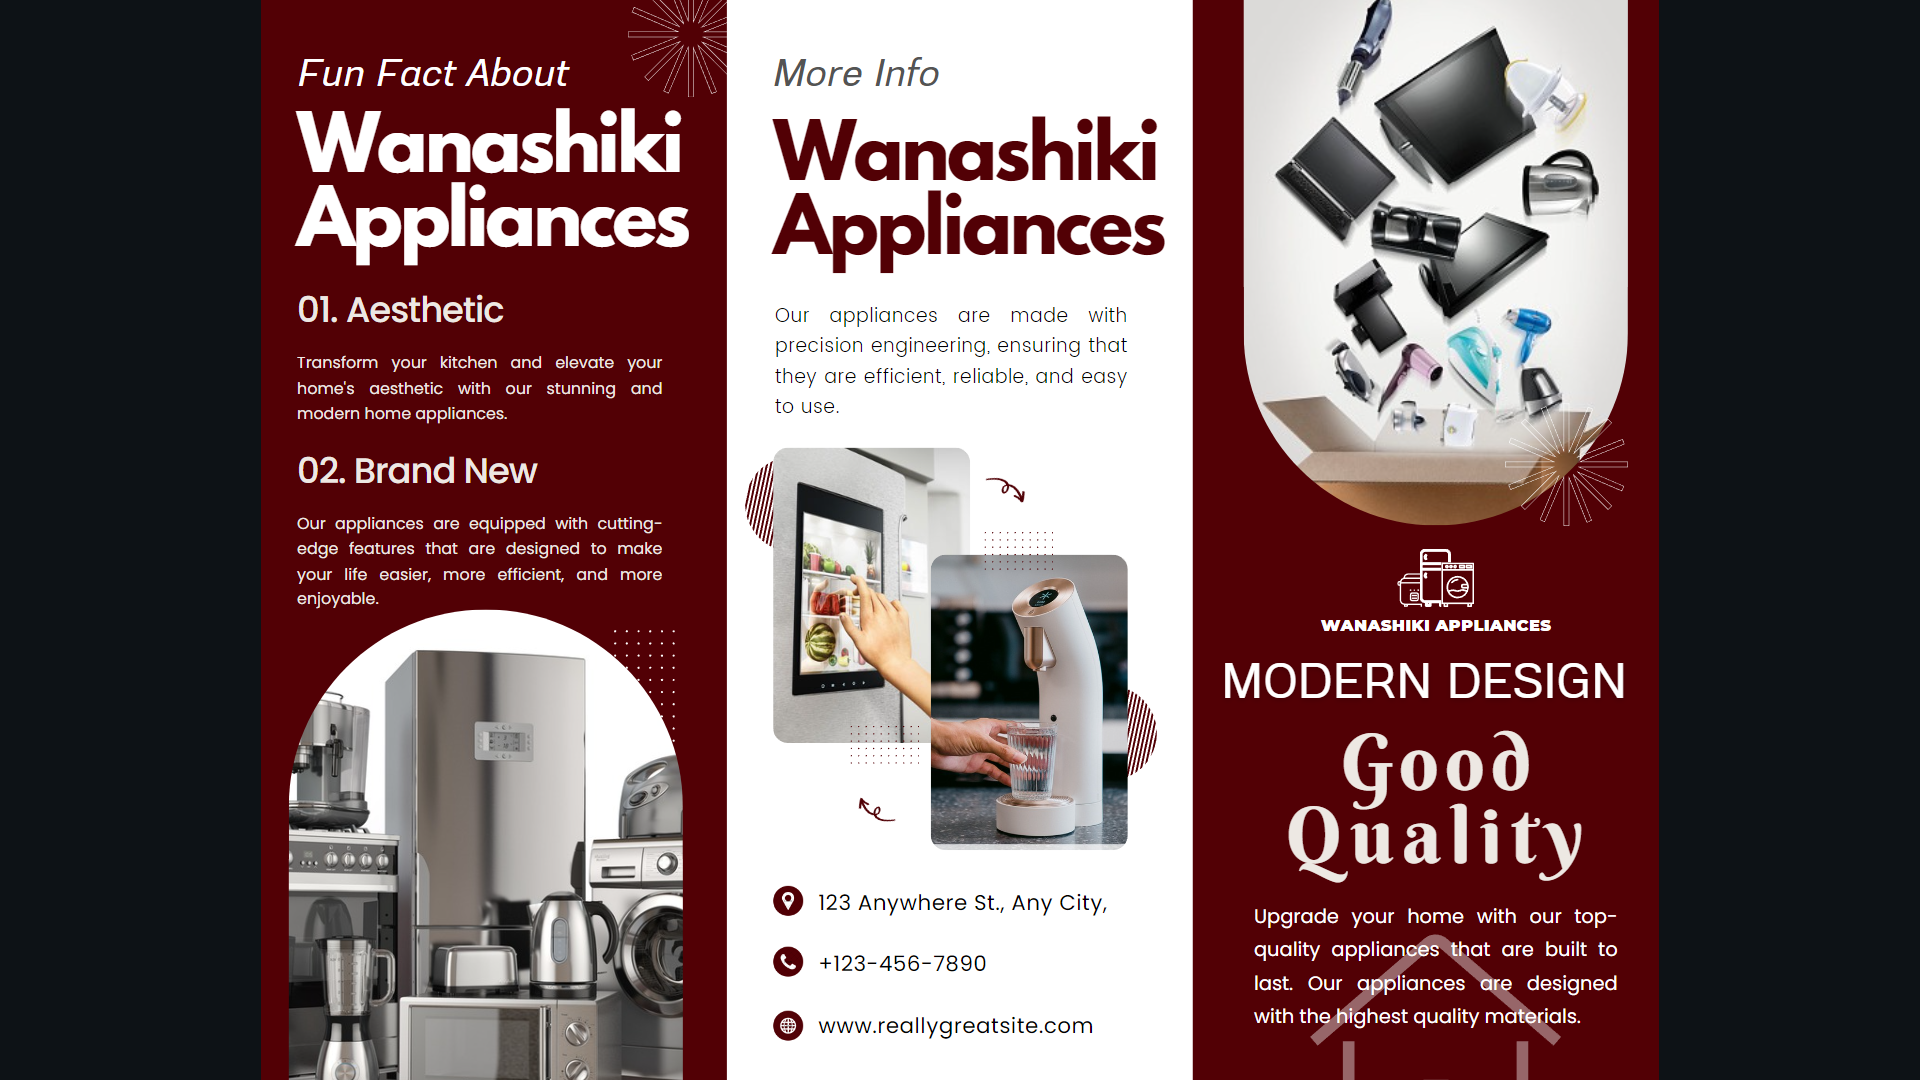 Fun Fact About
Wanashiki
Appliances
01. Aesthetic
Transform your kitchen and elevate your
home's aesthetic with our stunning and
modern home appliances.
02. Brand New
Our appliances are equipped with cutting-
edge features that are designed to make
your life easier, more efficient, and more
enjoyable.
More Info
Wanashiki
Appliances
Our appliances are made with
precision engineering, ensuring that
they are efficient, reliable, and easy
to use.
123 Anywhere St., Any City,
+123-456-7890
www.reallygreatsite.com
WANASHIKI APPLIANCES
MODERN DESIGN
Good
Quality
Upgrade your home with our top-
quality appliances that are built to
last. Our appliances are designed
with the highest quality materials.